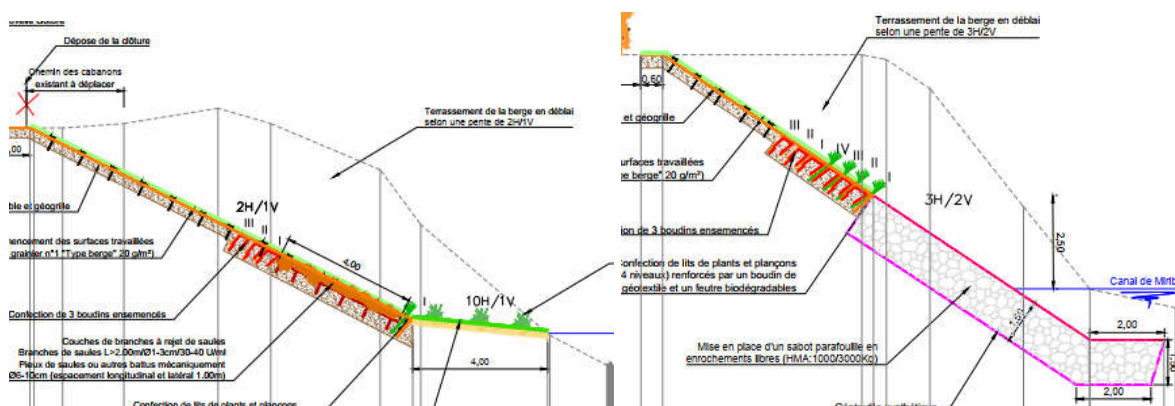 Dépose de la clôture
Chemin des cabanons
existant à déplacer
Terrassement de la berge en déblai
selon une pente de 2H/1V
,00
ble et géogrille
2H/1V
III
II
I
encement des surfaces travaillées
grainier n°1 "Type berge" 20 g/m²)
4,00
Confection de 3 boudins ensemencés
I
10H/1V
Couches de branches à rejet de saules
Branches de saules L>2.00m/Ø1-3cm/30-40 U/ml
Pieux de saules ou autres battus mécaniquement
Ø6-10cm (espacement longitudinal et latéral 1.00m)
4,00
Confection de lits de plants et plançons
Terrassement de la berge en déblai
selon une pente de 3H/2V
0,60
et géogrille
III
II
I
IV
III
II
I
urfaces travaillées
pe berge" 20 g/m²)
3H/2V
ion de 3 boudins ensemencés
2,50
Confection de lits de plants et plançons
4 niveaux) renforcés par un boudin de
géotextile et un feutre biodégradables
Canal de Mirib
1,50
2,00
Mise en place d'un sabot parafouille en
enrochements libres (HMA:1000/3000Kg)
2,00